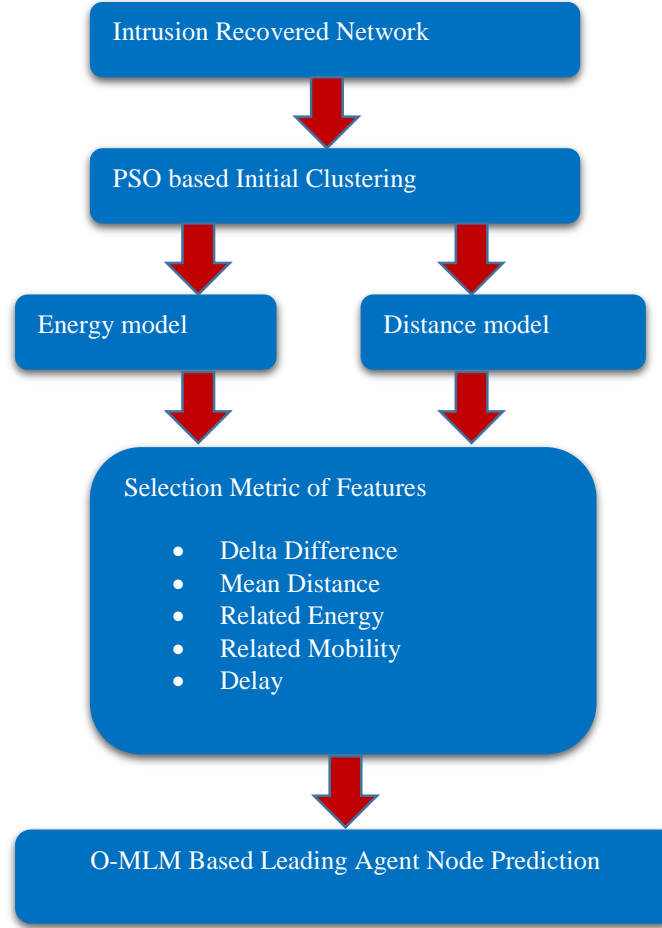 Intrusion Recovered Network
PSO based Initial Clustering
Energy model
Distance model
Selection Metric of Features
• Delta Difference
• Mean Distance
• Related Energy
• Related Mobility
• Delay
O-MLM Based Leading Agent Node Prediction